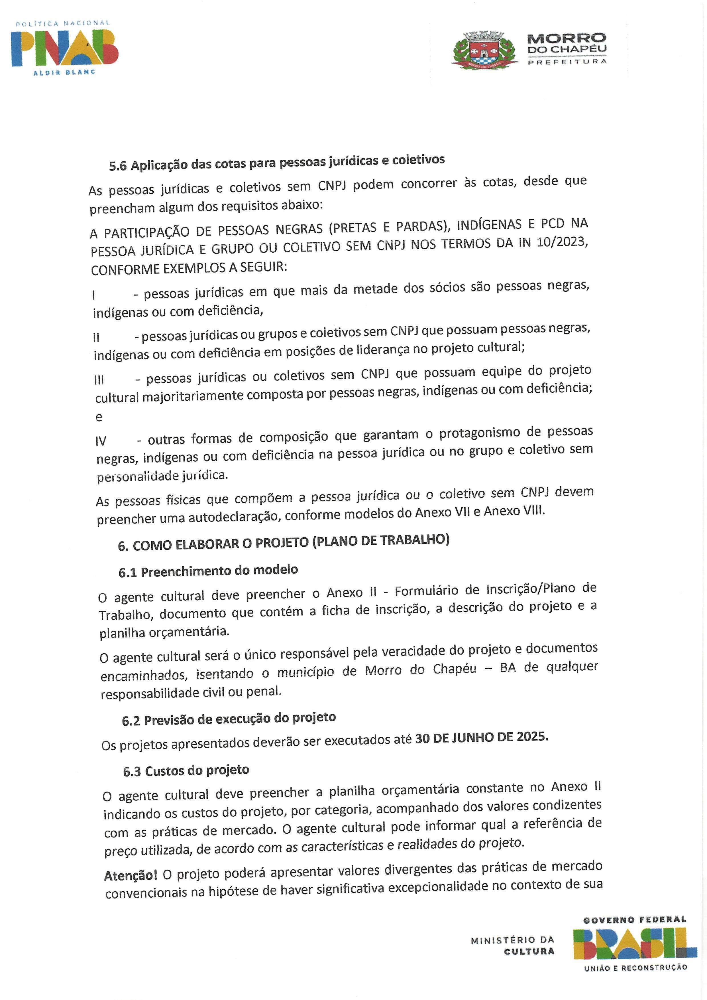 POLÍTICA NACIONAL
PNAB
ALDIR BLANC
MORRO
DO CHAPÉU
PREFEITURA
MORRO DO CHAPÉU
5.6 Aplicação das cotas para pessoas jurídicas e coletivos
As pessoas jurídicas e coletivos sem CNPJ podem concorrer às cotas, desde que
preencham algum dos requisitos abaixo:
A PARTICIPAÇÃO DE PESSOAS NEGRAS (PRETAS E PARDAS), INDÍGENAS E PCD NA
PESSOA JURÍDICA E GRUPO OU COLETIVO SEM CNPJ NOS TERMOS DA IN 10/2023,
CONFORME EXEMPLOS A SEGUIR:
I - pessoas jurídicas em que mais da metade dos sócios são pessoas negras,
indígenas ou com deficiência,
II - pessoas jurídicas ou grupos e coletivos sem CNPJ que possuam pessoas negras,
indígenas ou com deficiência em posições de liderança no projeto cultural;
III - pessoas jurídicas ou coletivos sem CNPJ que possuam equipe do projeto
cultural majoritariamente composta por pessoas negras, indígenas ou com deficiência;
e
IV - outras formas de composição que garantam o protagonismo de pessoas
negras, indígenas ou com deficiência na pessoa jurídica ou no grupo e coletivo sem
personalidade jurídica.
As pessoas físicas que compõem a pessoa jurídica ou o coletivo sem CNPJ devem
preencher uma autodeclaração, conforme modelos do Anexo VII e Anexo VIII.
6. COMO ELABORAR O PROJETO (PLANO DE TRABALHO)
6.1 Preenchimento do modelo
O agente cultural deve preencher o Anexo II - Formulário de Inscrição/Plano de
Trabalho, documento que contém a ficha de inscrição, a descrição do projeto e a
planilha orçamentária.
O agente cultural será o único responsável pela veracidade do projeto e documentos
encaminhados, isentando o município de Morro do Chapéu – BA de qualquer
responsabilidade civil ou penal.
6.2 Previsão de execução do projeto
Os projetos apresentados deverão ser executados até 30 DE JUNHO DE 2025.
6.3 Custos do projeto
O agente cultural deve preencher a planilha orçamentária constante no Anexo II
indicando os custos do projeto, por categoria, acompanhado dos valores condizentes
com as práticas de mercado. O agente cultural pode informar qual a referência de
preço utilizada, de acordo com as características e realidades do projeto.
Atenção! O projeto poderá apresentar valores divergentes das práticas de mercado
convencionais na hipótese de haver significativa excepcionalidade no contexto de sua
MINISTÉRIO DA
CULTURA
GOVERNO FEDERAL
BRASIL
UNIÃO E RECONSTRUÇÃO